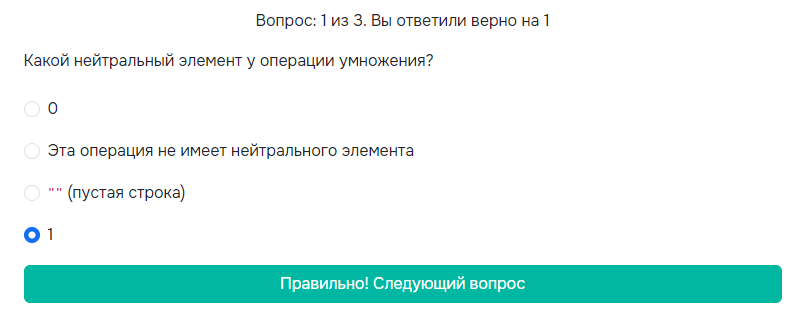 Вопрос: 1 из 3. Вы ответили верно на 1
Какой нейтральный элемент у операции умножения?
0
Эта операция не имеет нейтрального элемента
"" (пустая строка)
1
Правильно! Следующий вопрос